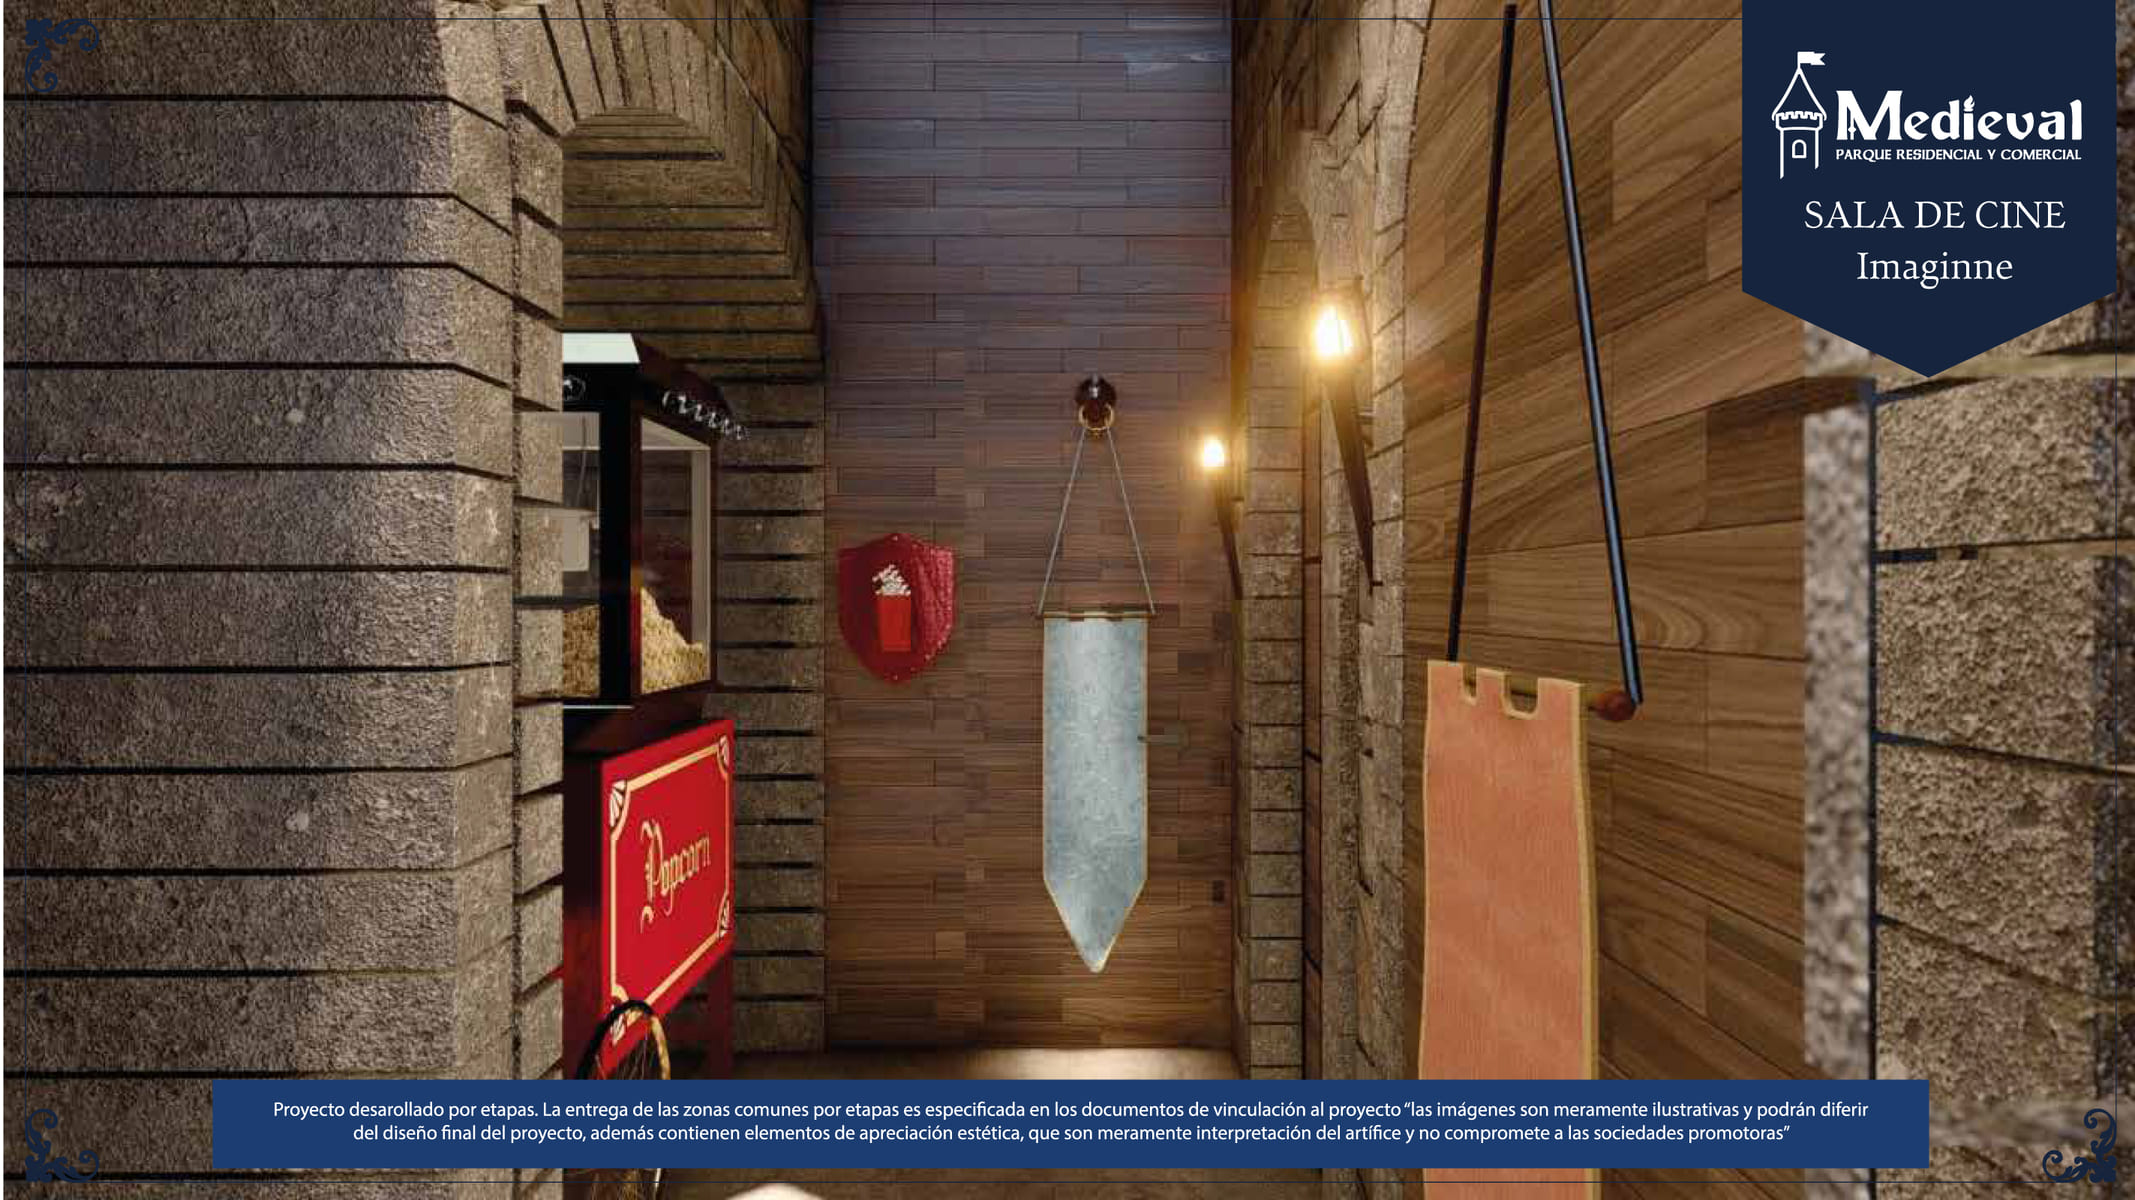 Medieval
PARQUE RESIDENCIAL Y COMERCIAL
SALA DE CINE
Imaginne
Popcorn
Proyecto desarollado por etapas. La entrega de las zonas comunes por etapas es especificada en los documentos de vinculación al proyecto “las imágenes son meramente ilustrativas y podrán diferir
del diseño final del proyecto, además contienen elementos de apreciación estética, que son meramente interpretación del artífice y no compromete a las sociedades promotoras”